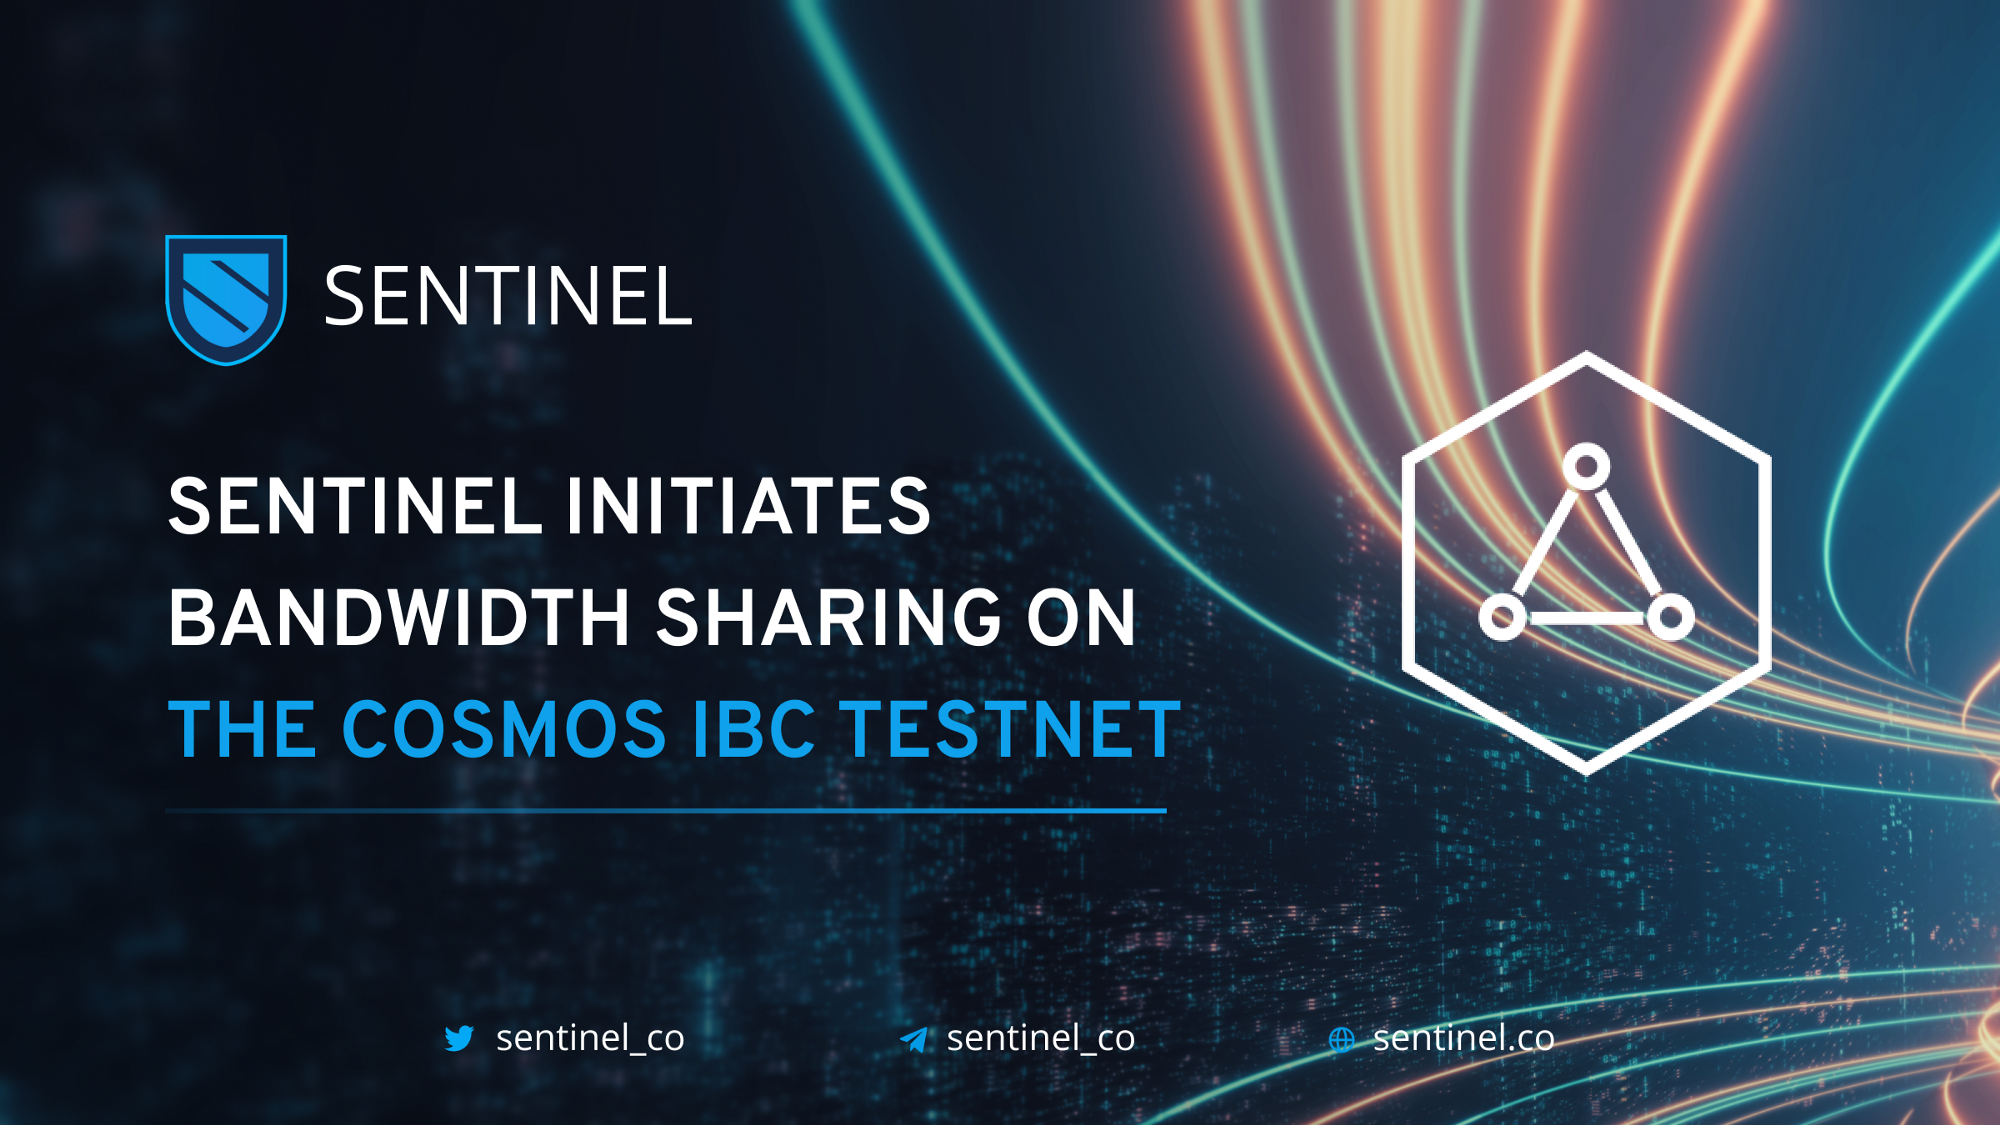 SENTINEL
SENTINEL INITIATES
BANDWIDTH SHARING ON
THE COSMOS IBC TESTNET
sentinel_co
sentinel_co
sentinel.co